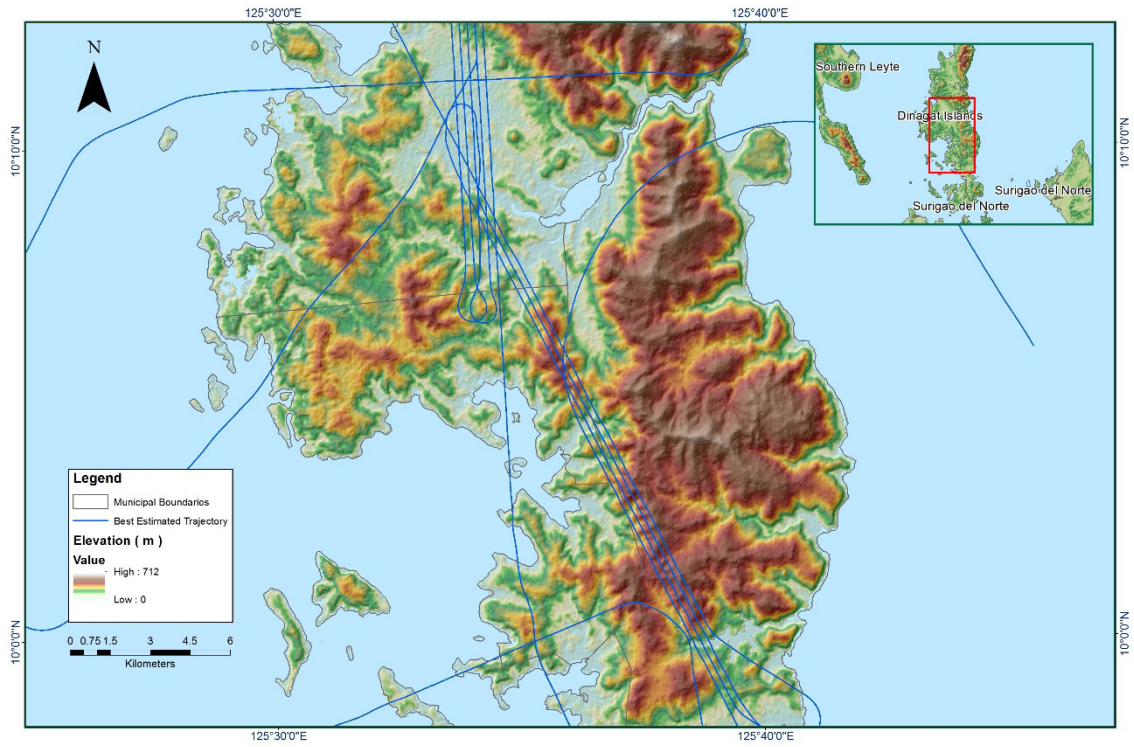 125°30'0"E
125°40'0"E
N
Southern Leyte
Dinagat Islands
Surigao del Norte
Surigao del Norte
10°10'0"N
10°10'0"N
Legend
Municipal Boundaries
Best Estimated Trajectory
Elevation ( m )
Value
High : 712
Low : 0
0 0.75 1.5 3 4.5 6
Kilometers
10°0'0"N
10°0'0"N
125°30'0"E
125°40'0"E